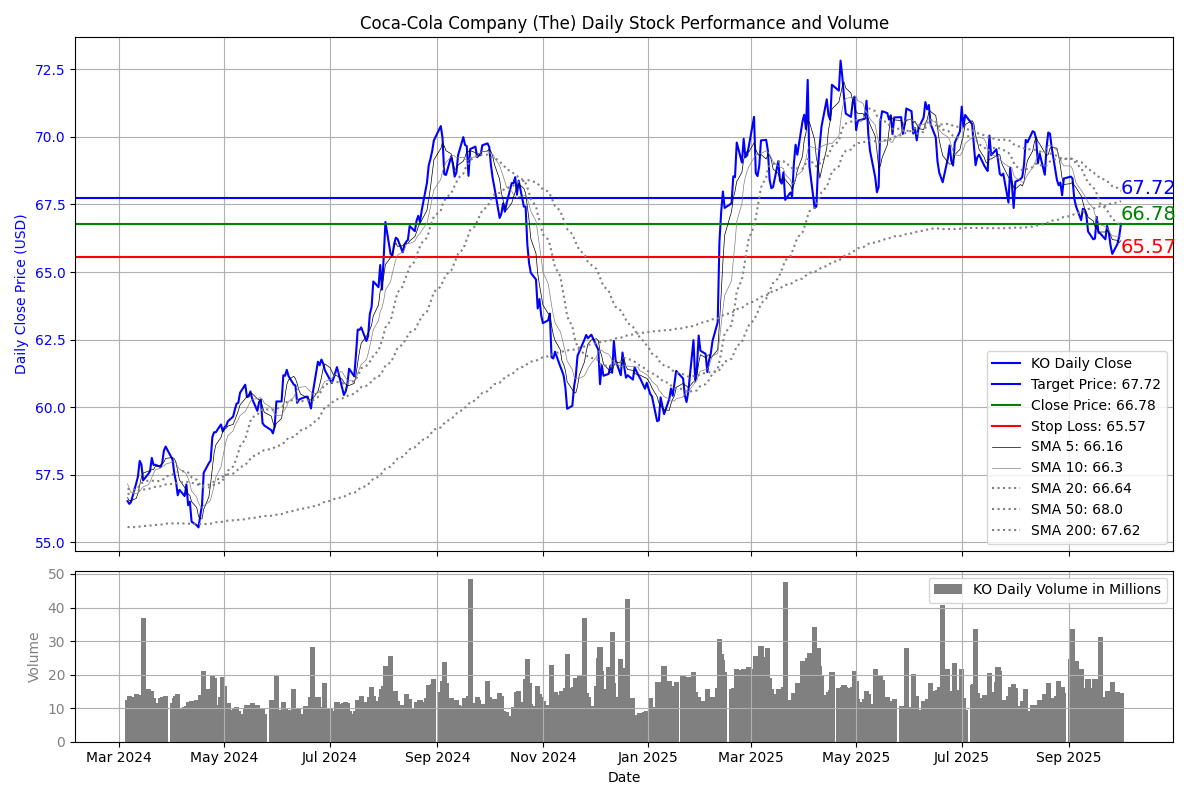 Coca-Cola Company (The) Daily Stock Performance and Volume
Daily Close Price (USD)
72.5
70.0
67.5
65.0
62.5
60.0
57.5
55.0
67.72
66.78
65.57
KO Daily Close
Target Price: 67.72
Close Price: 66.78
Stop Loss: 65.57
SMA 5: 66.16
SMA 10: 66.3
SMA 20: 66.64
SMA 50: 68.0
SMA 200: 67.62
Volume
50
40
30
20
10
0
KO Daily Volume in Millions
Mar 2024 May 2024 Jul 2024 Sep 2024 Nov 2024 Jan 2025 Mar 2025 May 2025 Jul 2025 Sep 2025
Date